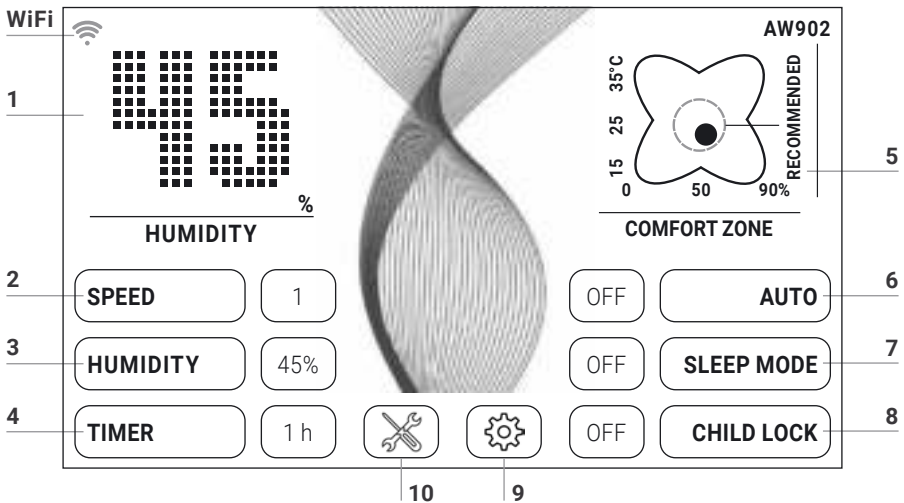 WiFi
AW902
1
45
%
HUMIDITY
35°C
25
15
0 50 90%
RECOMMENDED
5
COMFORT ZONE
2
SPEED 1
OFF AUTO
6
3
HUMIDITY 45%
OFF SLEEP MODE
7
4
TIMER 1 h
OFF CHILD LOCK
8
10
9